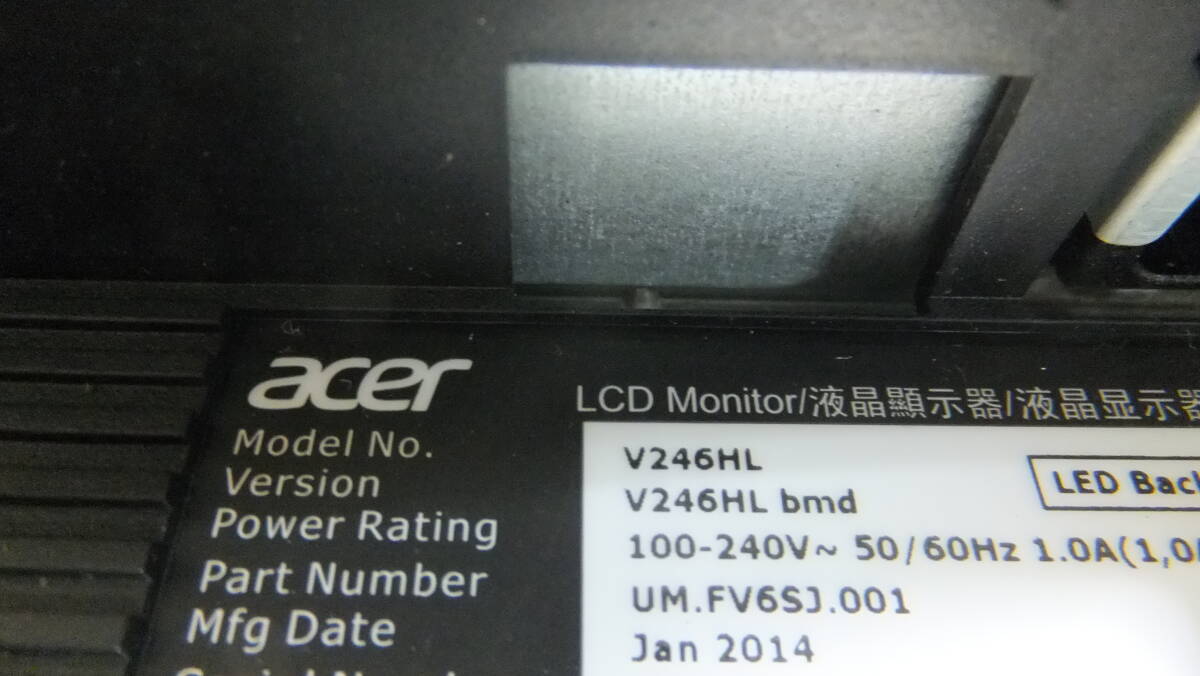 acer
LCD Monitor/液晶顯示器/液晶显示器
Model No. V246HL
Version V246HL bmd
LED Bac
Power Rating 100-240V~ 50/60Hz 1.0A(1,0
Part Number UM.FV6SJ.001
Mfg Date Jan 2014